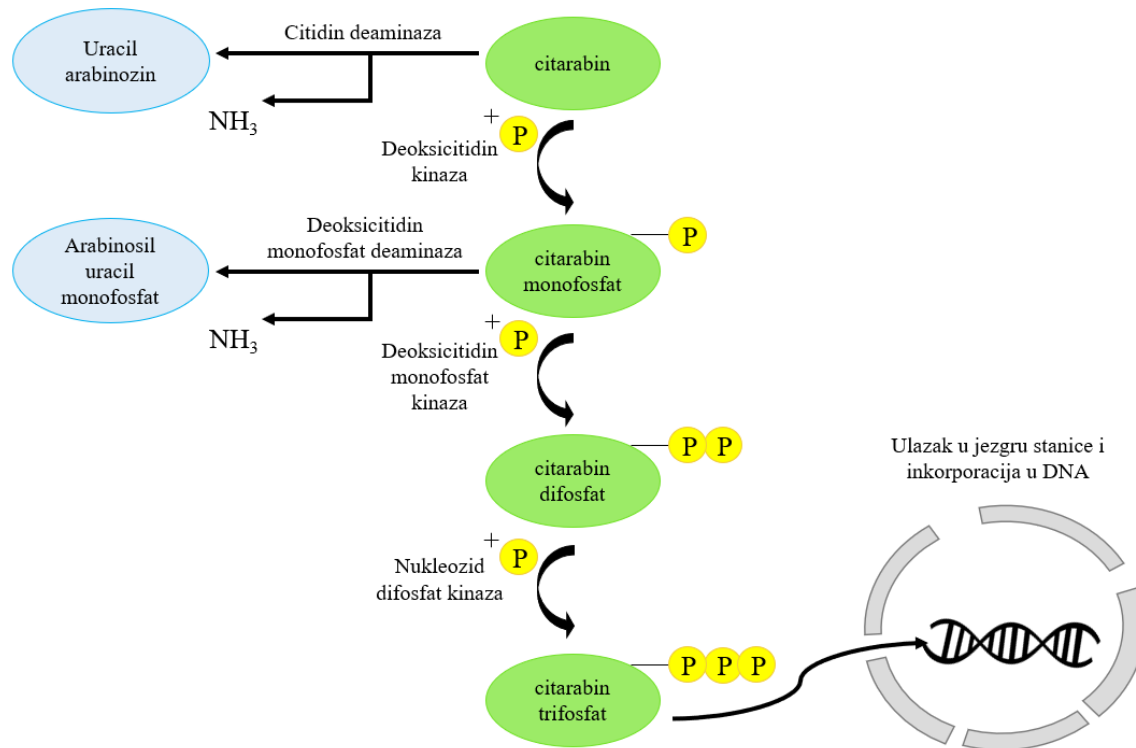 Citidin deaminaza
Uracil
arabinozin
citarabin
NH₃
+
P
Deoksicitidin
kinaza
Deoksicitidin
monofosfat deaminaza
P
Arabinosil
uracil
monofosfat
citarabin
monofosfat
NH₃
+
P
Deoksicitidin
monofosfat
kinaza
P P
citarabin
difosfat
Ulazak u jezgru stanice i
inkorporacija u DNA
+
P
Nukleozid
difosfat kinaza
P P P
citarabin
trifosfat